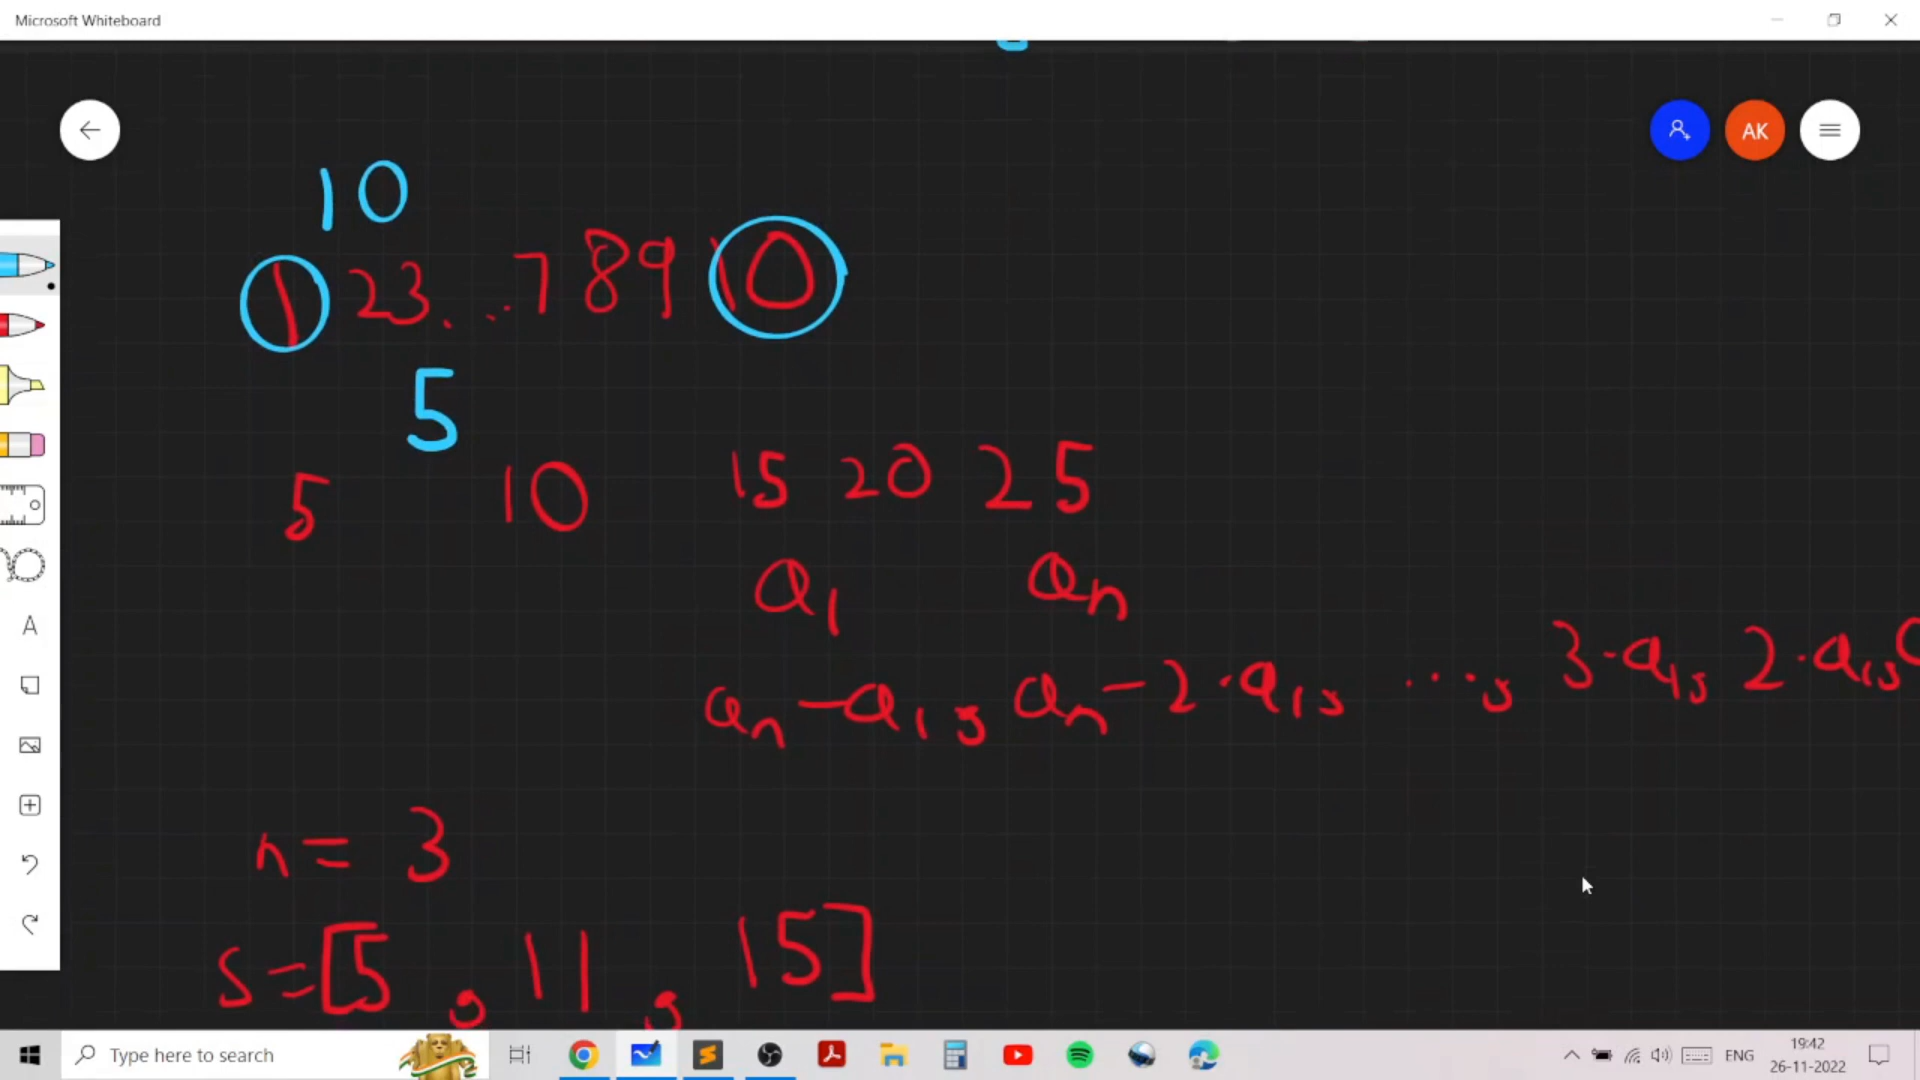 Microsoft Whiteboard
AK
10
1 2 3 . . . 7 8 9 10
5
5 10 15 20 25
a₁ aₙ
aₙ - a₁, aₙ - 2 · a₁, ..., 3 · a₁, 2 · a₁,
n = 3
S = [5, 11, 15]
A
Type here to search
ENG
19:42
26-11-2022